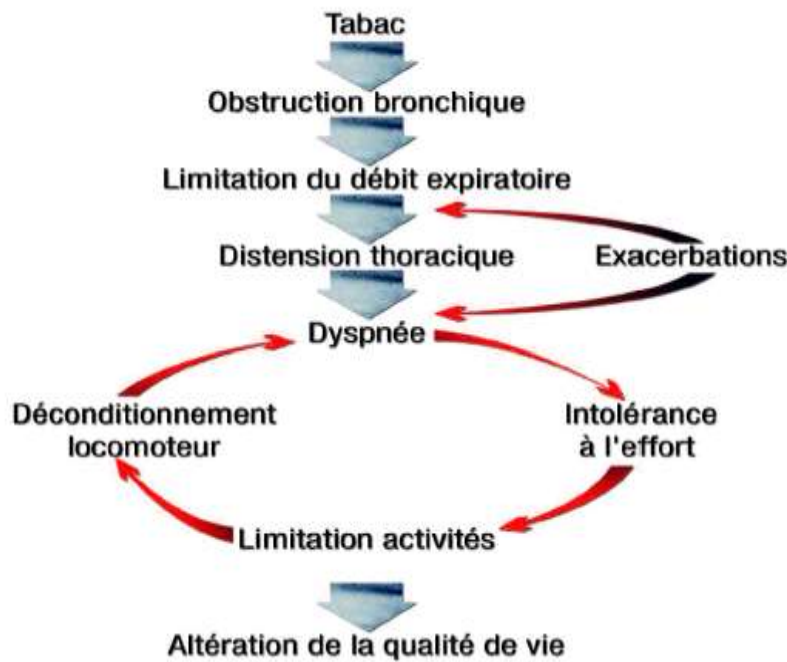 Tabac
Obstruction bronchique
Limitation du débit expiratoire
Distension thoracique
Exacerbations
Dyspnée
Déconditionnement
locomoteur
Intolérance
à l'effort
Limitation activités
Altération de la qualité de vie